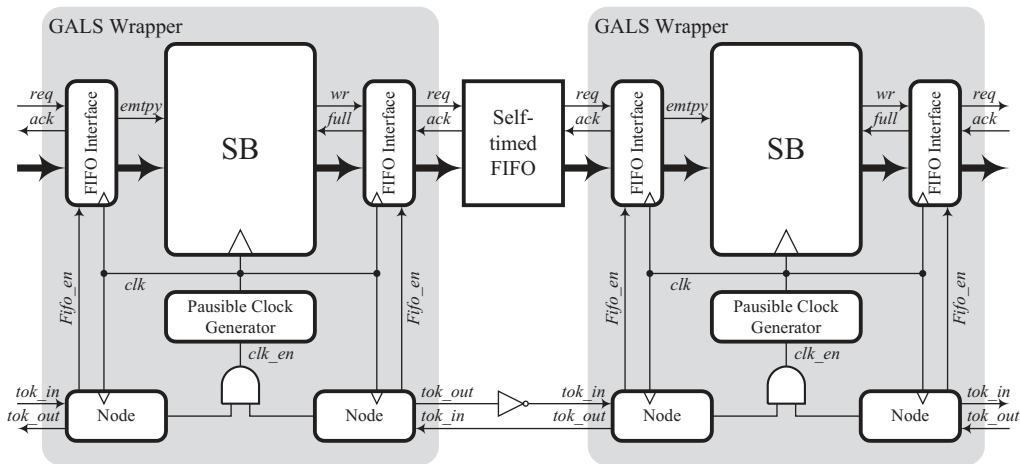 GALS Wrapper
GALS Wrapper
req
ack
FIFO Interface
emtpy
SB
wr
full
FIFO Interface
req
ack
Self-
timed
FIFO
req
ack
FIFO Interface
emtpy
SB
wr
full
FIFO Interface
req
ack
Fifo_en
clk
Pausible Clock
Generator
clk_en
Fifo_en
Fifo_en
clk
Pausible Clock
Generator
clk_en
Fifo_en
tok_in
tok_out
Node
Node
tok_out
tok_in
tok_in
tok_out
Node
Node
tok_in
tok_out